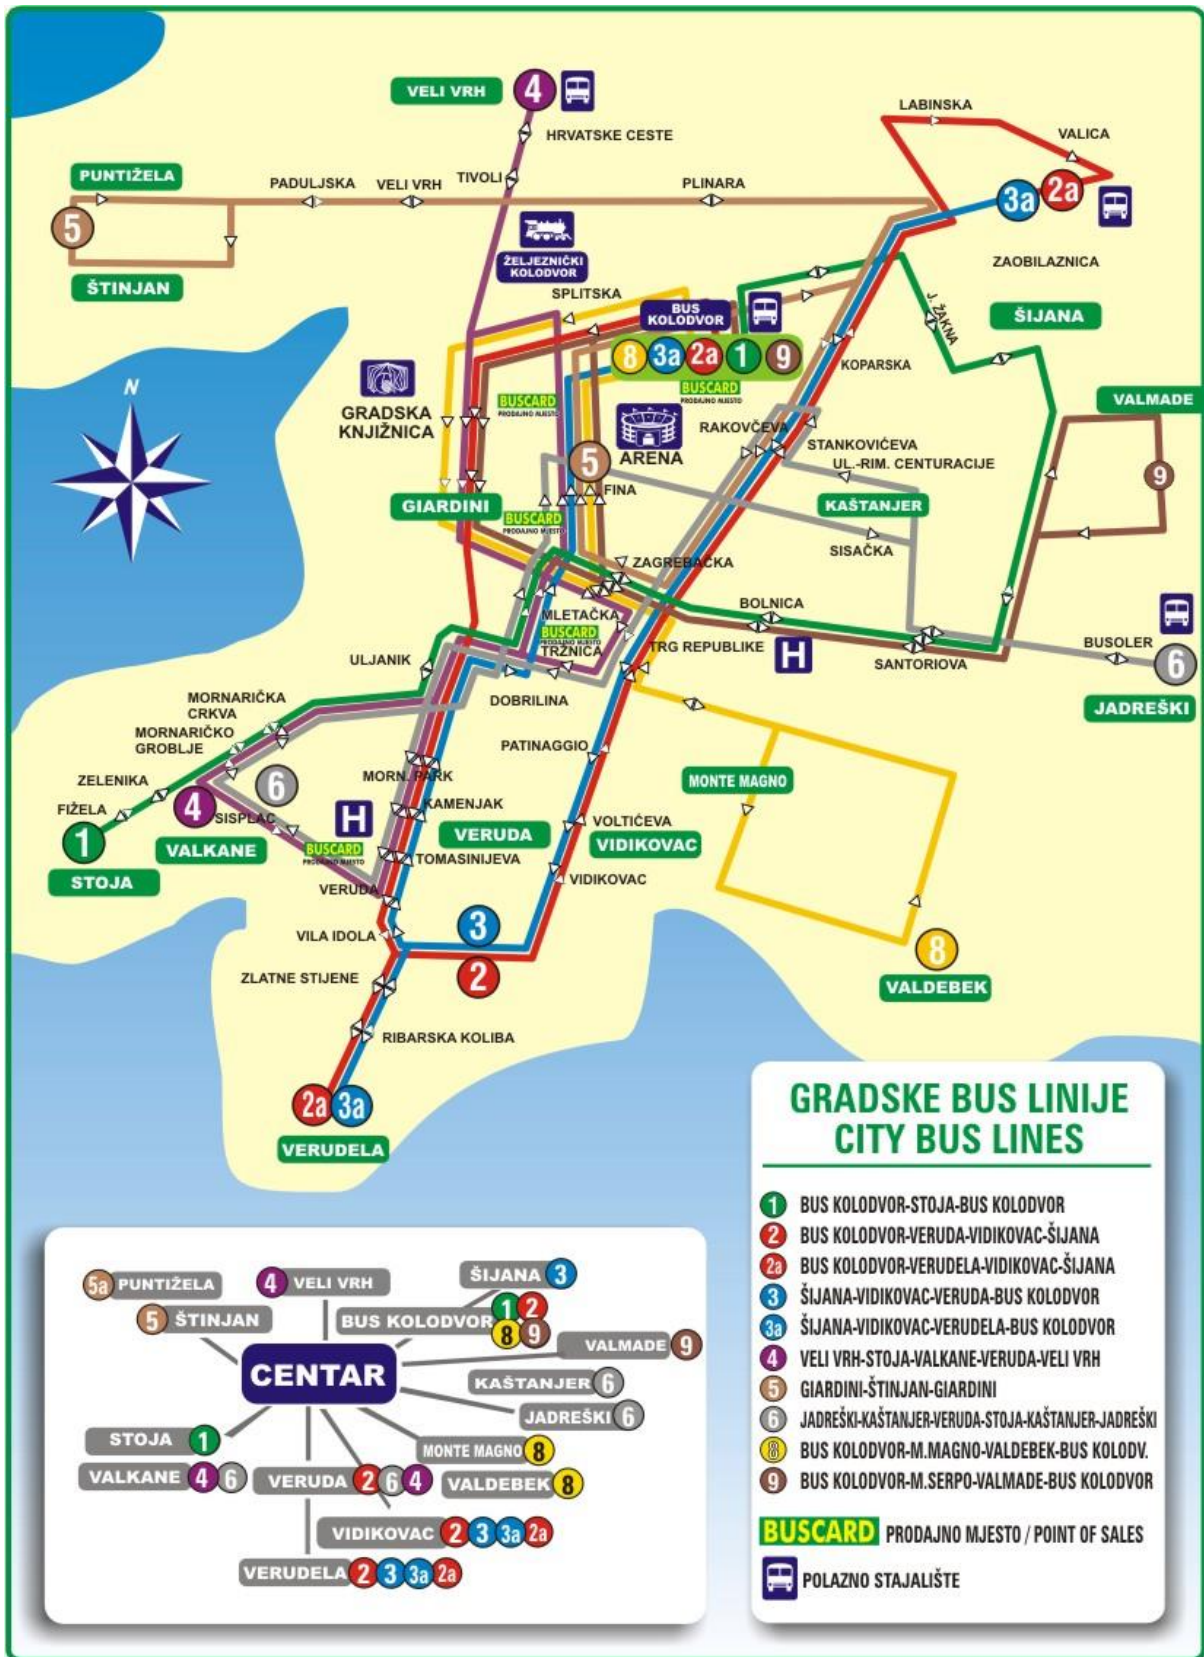 VELI VRH
4
HRVATSKE CESTE
LABINSKA
VALICA
PUNTIŽELA
PADULJSKA
VELI VRH
TIVOLI
PLINARA
3a
2a
5
ŽELJEZNIČKI
KOLODVOR
ŠTINJAN
SPLITSKA
BUS
KOLODVOR
ZAOBILAZNICA
J. ŽAKNA
ŠIJANA
8
3a
2a
1
9
KOPARSKA
N
GRADSKA
KNJIŽNICA
BUSCARD
PRODAJNO MJESTO
BUSCARD
PRODAJNO MJESTO
VALMADE
RAKOVČEVA
STANKOVIĆEVA
ARENA
5
UL.-RIM. CENTURACIJE
9
FINA
GIARDINI
KAŠTANJER
BUSCARD
PRODAJNO MJESTO
SISAČKA
ZAGREBAČKA
BOLNICA
MLETAČKA
BUSCARD
PRODAJNO MJESTO
TRŽNICA
TRG REPUBLIKE
H
SANTORIOVA
BUSOLER
6
JADREŠKI
ULJANIK
DOBRILINA
MORNARIČKA
CRKVA
MORNARIČKO
GROBLJE
PATINAGGIO
ZELENIKA
6
MORN. PARK
MONTE MAGNO
FIŽELA
4
SISPLAC
H
KAMENJAK
VOLTIĆEVA
1
VALKANE
BUSCARD
PRODAJNO MJESTO
VERUDA
VIDIKOVAC
STOJA
TOMASINIJEVA
VERUDA
VIDIKOVAC
3
VILA IDOLA
8
ZLATNE STIJENE
2
VALDEBEK
RIBARSKA KOLIBA
2a
3a
VERUDELA
GRADSKE BUS LINIJE
CITY BUS LINES
1 BUS KOLODVOR-STOJA-BUS KOLODVOR
2 BUS KOLODVOR-VERUDA-VIDIKOVAC-ŠIJANA
2a BUS KOLODVOR-VERUDELA-VIDIKOVAC-ŠIJANA
3 ŠIJANA-VIDIKOVAC-VERUDA-BUS KOLODVOR
3a ŠIJANA-VIDIKOVAC-VERUDELA-BUS KOLODVOR
4 VELI VRH-STOJA-VALKANE-VERUDA-VELI VRH
5 GIARDINI-ŠTINJAN-GIARDINI
6 JADREŠKI-KAŠTANJER-VERUDA-STOJA-KAŠTANJER-JADREŠKI
8 BUS KOLODVOR-M.MAGNO-VALDEBEK-BUS KOLODV.
9 BUS KOLODVOR-M.SERPO-VALMADE-BUS KOLODVOR
BUSCARD PRODAJNO MJESTO / POINT OF SALES
POLAZNO STAJALIŠTE
5a PUNTIŽELA
4 VELI VRH
ŠIJANA 3
5 ŠTINJAN
BUS KOLODVOR 1 2
8 9
VALMADE 9
CENTAR
KAŠTANJER 6
JADREŠKI 6
STOJA 1
MONTE MAGNO 8
VALKANE 4 6
VERUDA 2 6 4
VALDEBEK 8
VIDIKOVAC 2 3 3a 2a
VERUDELA 2 3 3a 2a